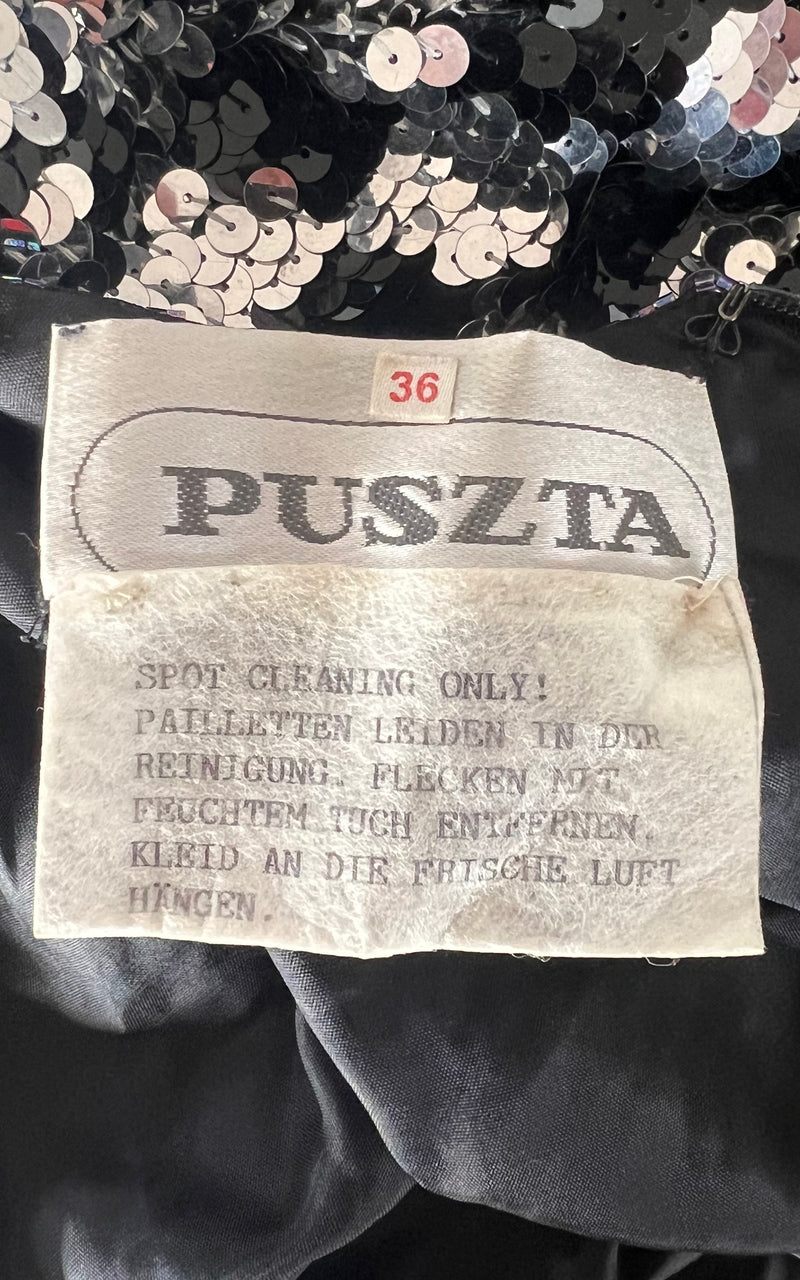 36
PUSZTA
SPOT CLEANING ONLY!
PAILLETTEN LEIDEN IN DER
REINIGUNG. FLECKEN MIT
FEUCHTEM TUCH ENTFERNEN.
KLEID AN DIE FRISCHE LUFT
HÄNGEN.